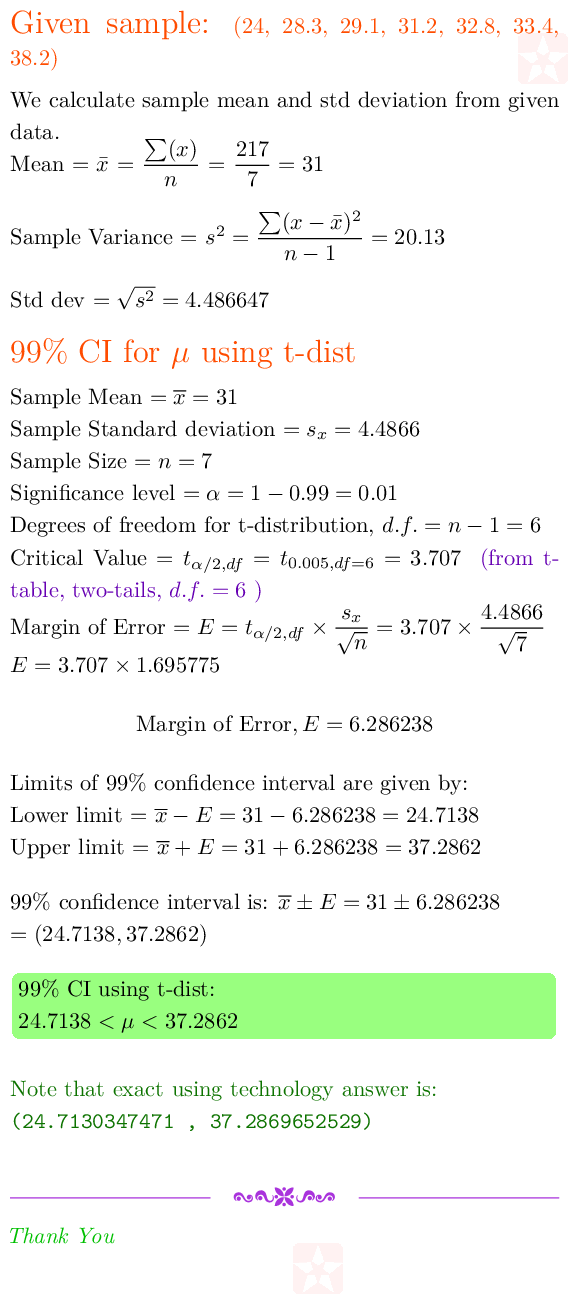 Given sample: (24, 28.3, 29.1, 31.2, 32.8, 33.4,
38.2)
We calculate sample mean and std deviation from given
data.
Mean = x̄ = ∑(x)/n = 217/7 = 31
Sample Variance = s² = ∑(x − x̄)²/(n − 1) = 20.13
Std dev = √s² = 4.486647
99% CI for μ using t-dist
Sample Mean = x̄ = 31
Sample Standard deviation = sₓ = 4.4866
Sample Size = n = 7
Significance level = α = 1 − 0.99 = 0.01
Degrees of freedom for t-distribution, d.f. = n − 1 = 6
Critical Value = t_{α/2,df} = t_{0.005,df=6} = 3.707 (from t-
table, two-tails, d.f. = 6 )
Margin of Error = E = t_{α/2,df} × sₓ/√n = 3.707 × 4.4866/√7
E = 3.707 × 1.695775
Margin of Error, E = 6.286238
Limits of 99% confidence interval are given by:
Lower limit = x̄ − E = 31 − 6.286238 = 24.7138
Upper limit = x̄ + E = 31 + 6.286238 = 37.2862
99% confidence interval is: x̄ ± E = 31 ± 6.286238
= (24.7138, 37.2862)
99% CI using t-dist:
24.7138 < μ < 37.2862
Note that exact using technology answer is:
(24.7130347471 , 37.2869652529)
Thank You